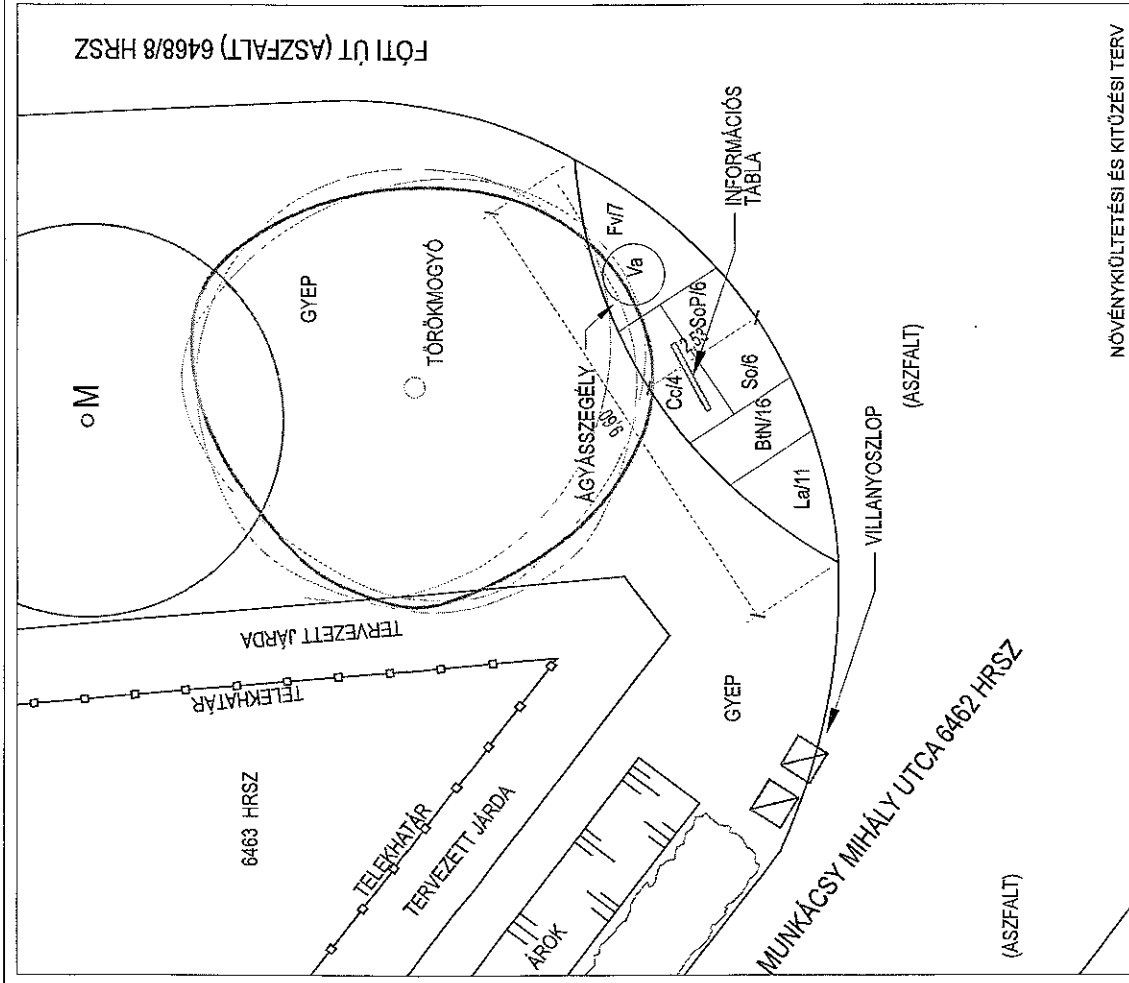 FÓTI ÚT (ASZFALT) 6468/8 HRSZ
M
GYEP
TÖRÖKMOGYÓ
INFORMÁCIÓS
TÁBLA
Fv/7
Va
SoP/6
2,93
Cc/4
So/6
BtN/16
La/11
ÁGYÁSSZEGÉLY
9,60
(ASZFALT)
VILLANYOSZLOP
TERVEZETT JÁRDA
TELEKHATÁR
6463 HRSZ
TELEKHATÁR
TERVEZETT JÁRDA
GYEP
ÁROK
MUNKÁCSY MIHÁLY UTCA 6462 HRSZ
(ASZFALT)
NÖVÉNYKIÜLTETÉSI ÉS KITŰZÉSI TERV